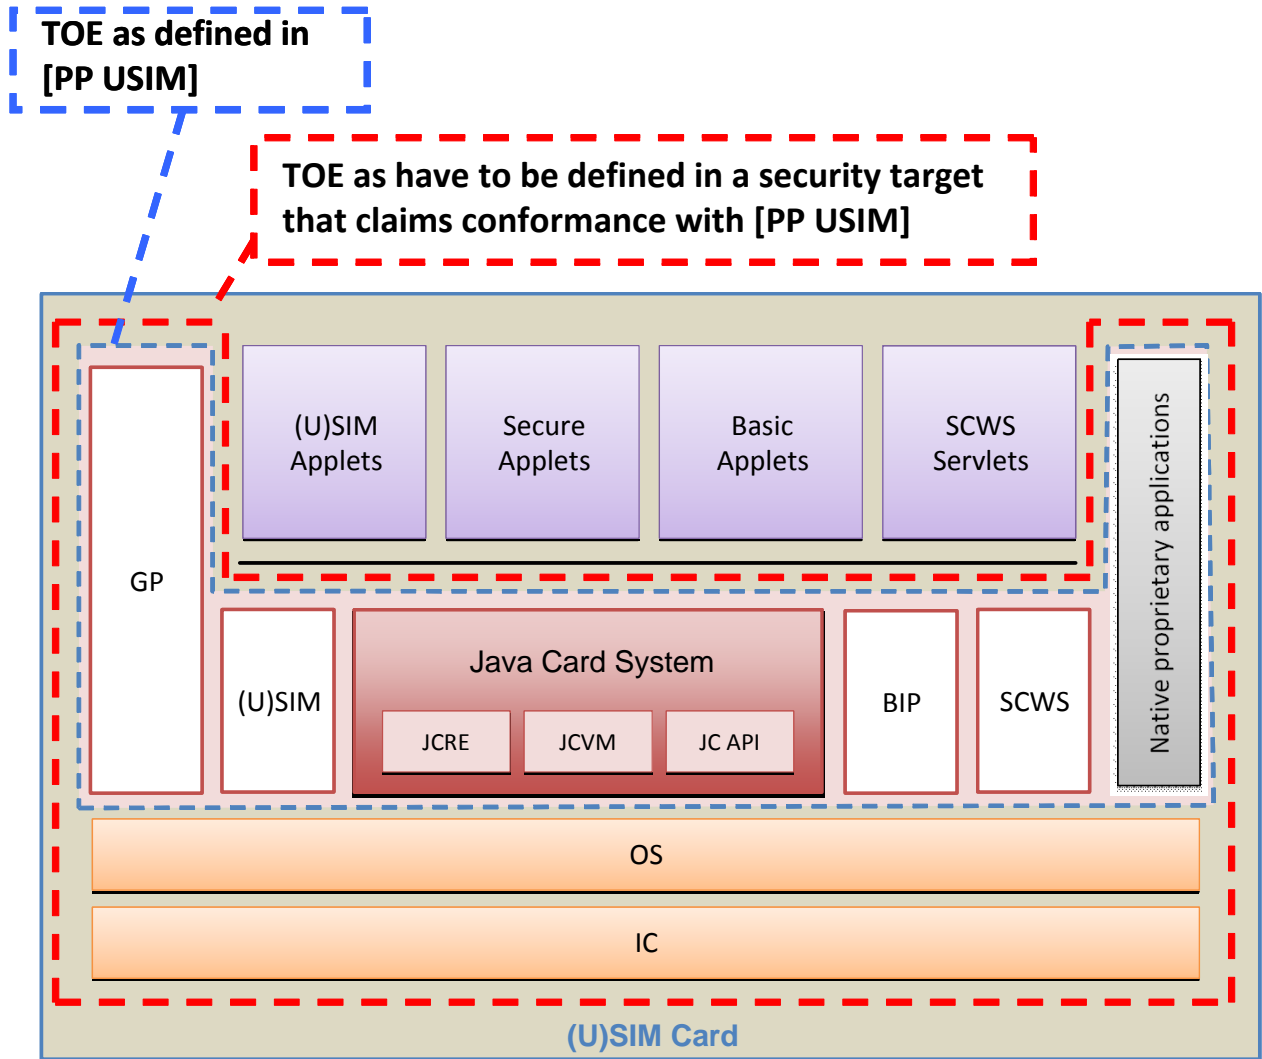 TOE as defined in
[PP USIM]
TOE as have to be defined in a security target
that claims conformance with [PP USIM]
(U)SIM
Applets
Secure
Applets
Basic
Applets
SCWS
Servlets
GP
Native proprietary applications
(U)SIM
Java Card System
JCRE
JCVM
JC API
BIP
SCWS
OS
IC
(U)SIM Card